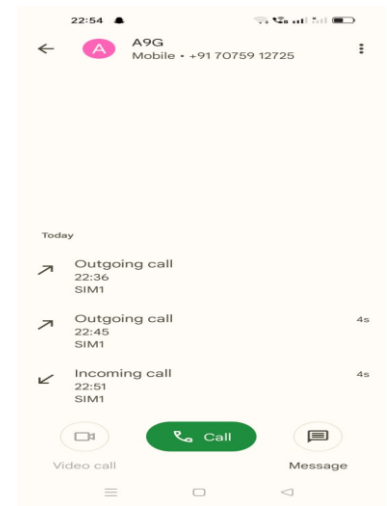 22:54
A
A9G
Mobile • +91 70759 12725
Today
Outgoing call
22:36
SIM1
Outgoing call 4s
22:45
SIM1
Incoming call 4s
22:51
SIM1
Call
Video call Message